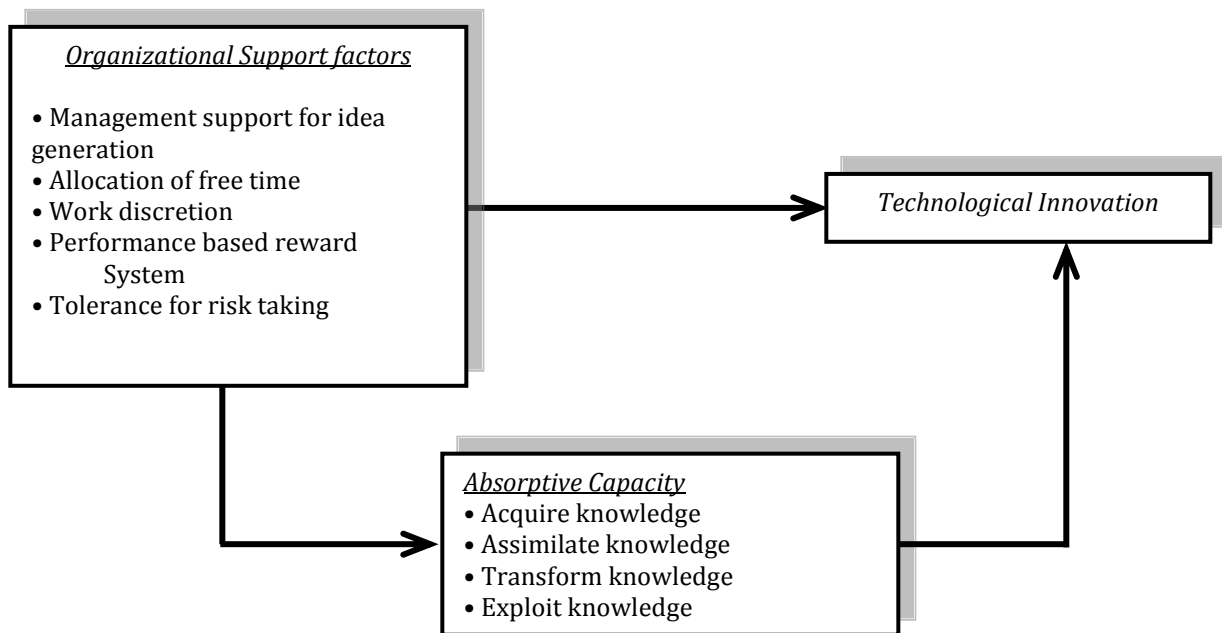 Organizational Support factors
• Management support for idea
generation
• Allocation of free time
• Work discretion
• Performance based reward
System
• Tolerance for risk taking
Technological Innovation
Absorptive Capacity
• Acquire knowledge
• Assimilate knowledge
• Transform knowledge
• Exploit knowledge